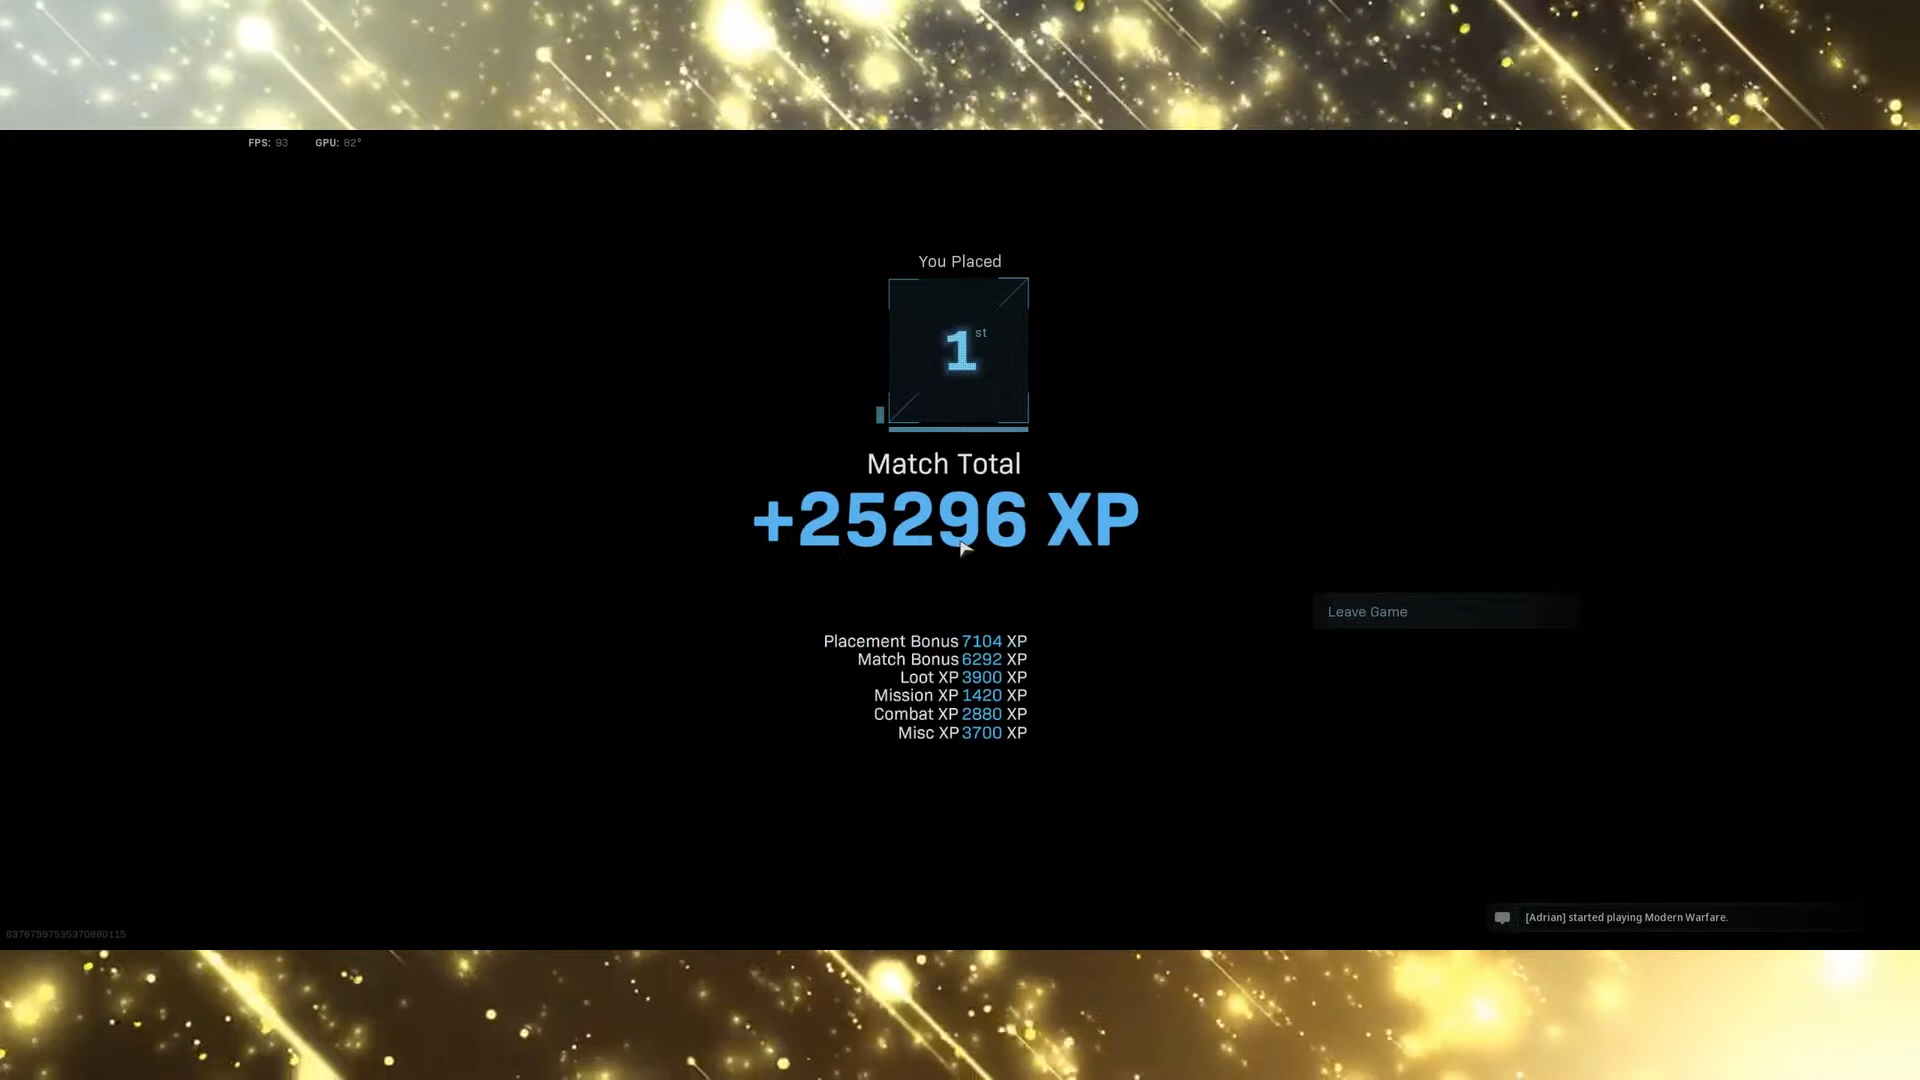 FPS: 93 GPU: 82°
You Placed
1st
Match Total
+25296 XP
Leave Game
Placement Bonus 7104 XP
Match Bonus 6292 XP
Loot XP 3900 XP
Mission XP 1420 XP
Combat XP 2880 XP
Misc XP 3700 XP
[Adrian] started playing Modern Warfare.